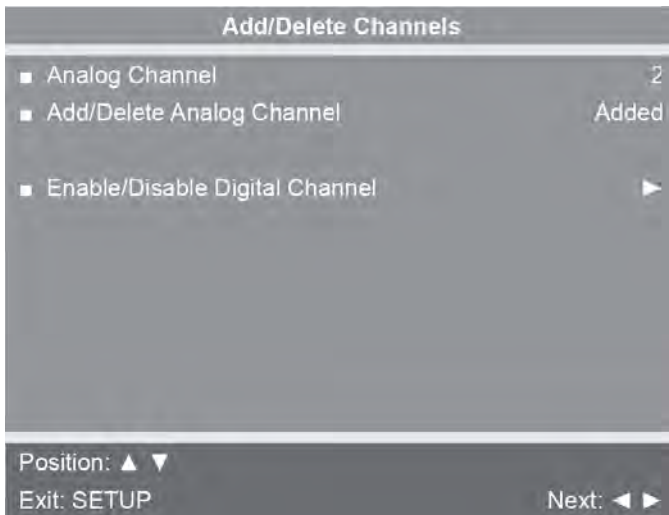 Add/Delete Channels
■ Analog Channel 2
■ Add/Delete Analog Channel Added
■ Enable/Disable Digital Channel ►
Position: ▲ ▼
Exit: SETUP Next: ◄ ►